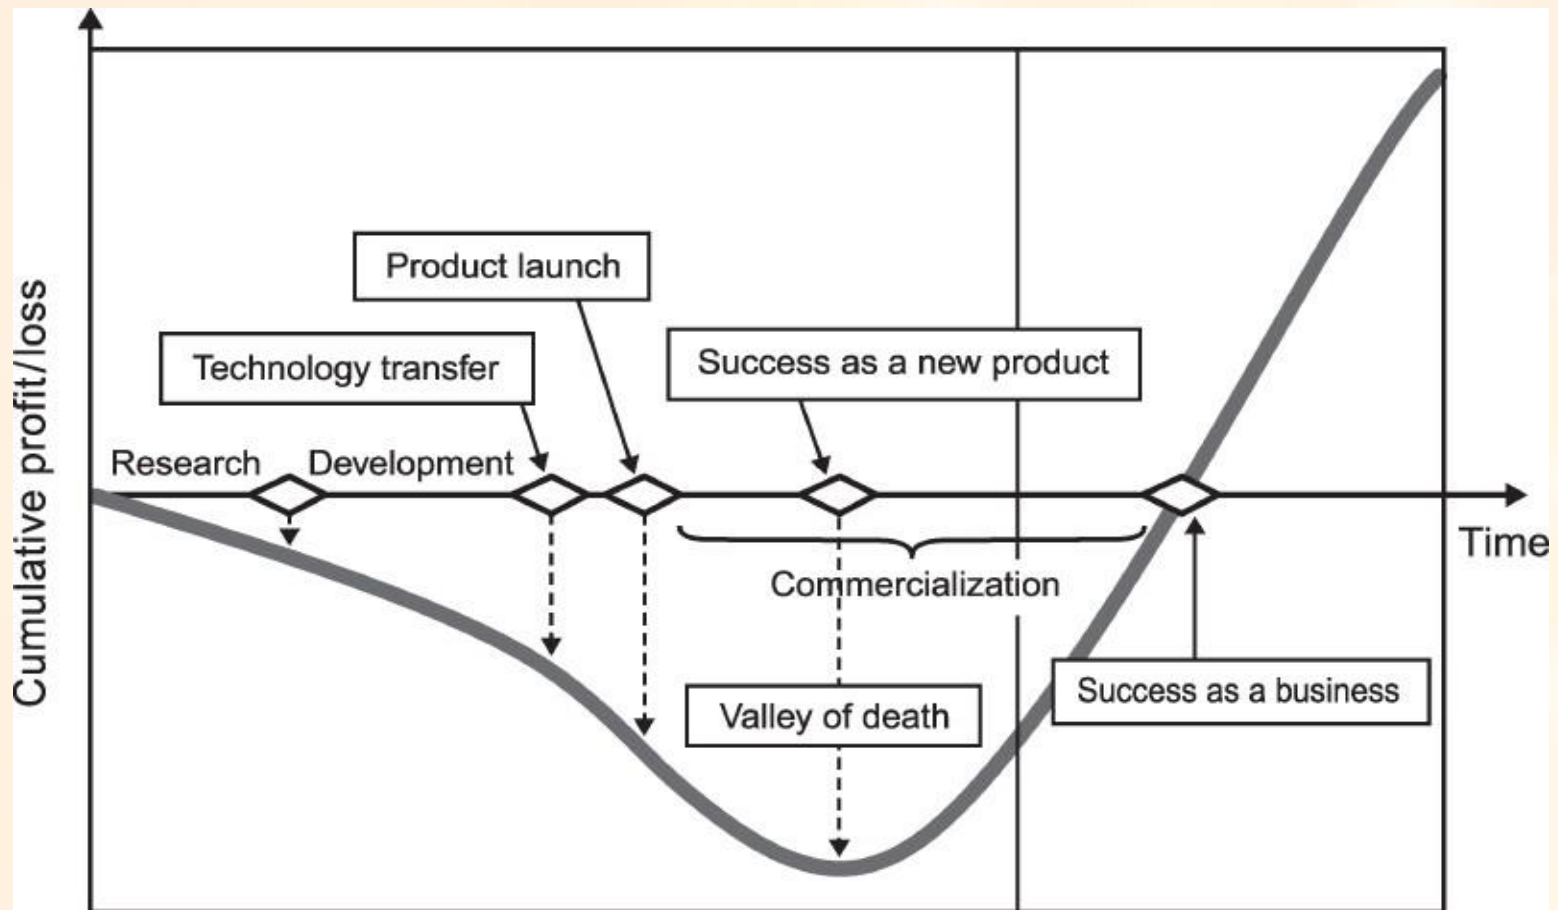 Cumulative profit/loss
Product launch
Technology transfer
Success as a new product
Research
Development
Time
Commercialization
Success as a business
Valley of death